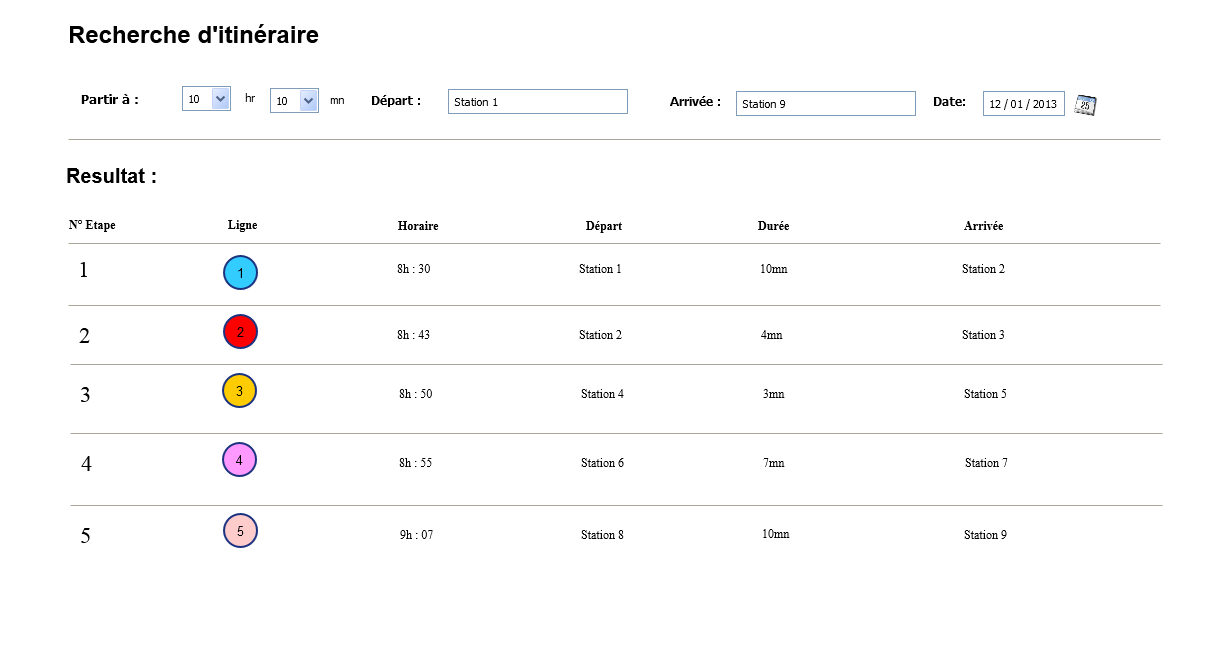 Recherche d'itinéraire
Partir à : 10 hr 10 mn Départ : Station 1 Arrivée : Station 9 Date: 12 / 01 / 2013 25
Resultat :
N° Etape Ligne Horaire Départ Durée Arrivée
1 1 8h : 30 Station 1 10mn Station 2
2 2 8h : 43 Station 2 4mn Station 3
3 3 8h : 50 Station 4 3mn Station 5
4 4 8h : 55 Station 6 7mn Station 7
5 5 9h : 07 Station 8 10mn Station 9